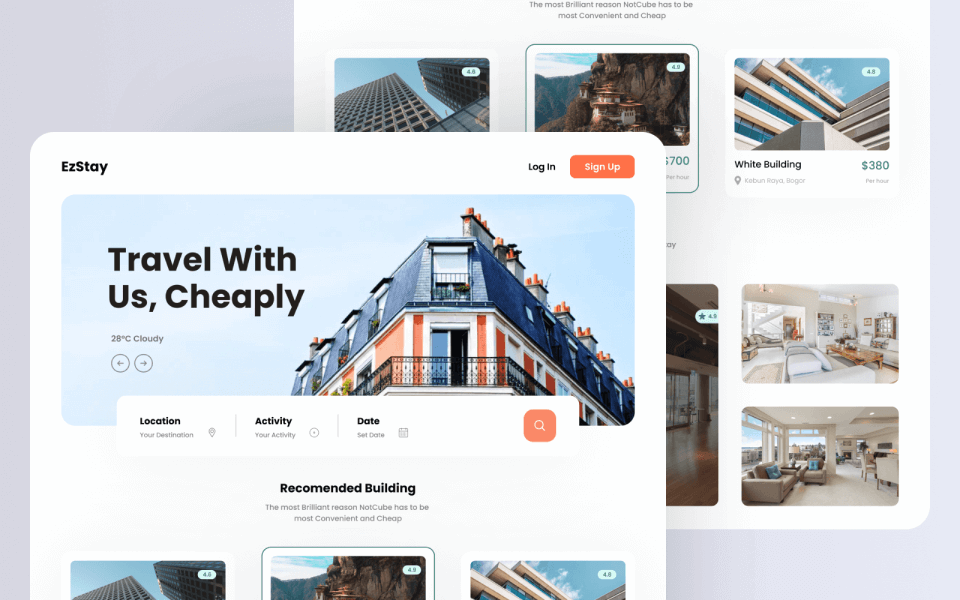 The most Brilliant reason NotCube has to be
most Convenient and Cheap
4.8
4.9
4.8
$700
Per hour
White Building
$380
Kebun Raya, Bogor
Per hour
4.9
EzStay
Log In
Sign Up
Travel With
Us, Cheaply
28°C Cloudy
Location
Your Destination
Activity
Your Activity
Date
Set Date
Recomended Building
The most Brilliant reason NotCube has to be
most Convenient and Cheap
4.8
4.9
4.8